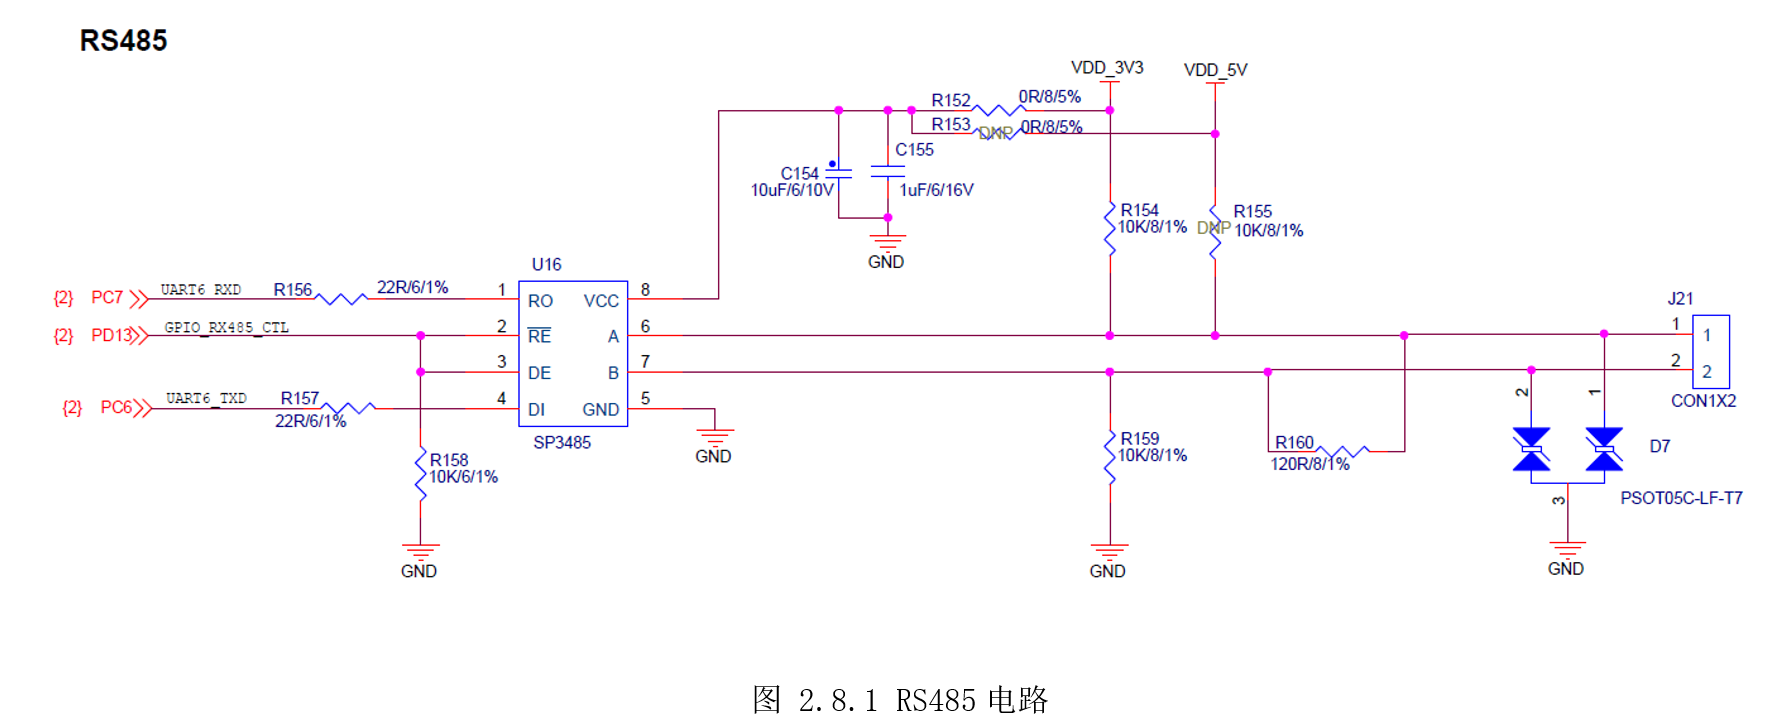 RS485
VDD_3V3
VDD_5V
R152
0R/8/5%
R153
DNP
0R/8/5%
C155
1uF/6/16V
C154
10uF/6/10V
GND
R154
10K/8/1%
DNP
R155
10K/8/1%
U16
{2} PC7 UART6_RXD R156 22R/6/1% 1 RO VCC 8
{2} PD13 GPIO_RX485_CTL 2 RE A 6
3 DE B 7
{2} PC6 UART6_TXD R157 22R/6/1% 4 DI GND 5
SP3485
GND
R158
10K/6/1%
GND
R159
10K/8/1%
GND
R160
120R/8/1%
J21
1 1
2 2
CON1X2
2
1
D7
3
PSOT05C-LF-T7
GND
图 2.8.1 RS485 电路